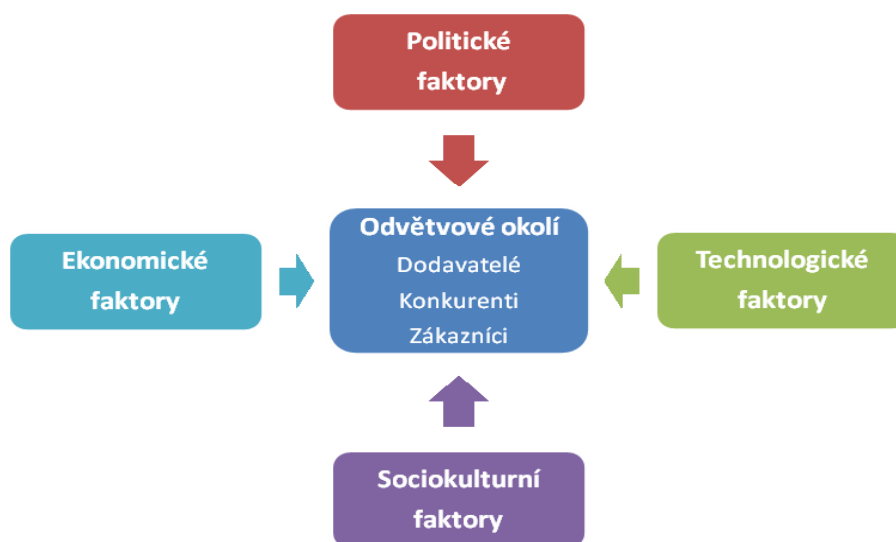 Politické
faktory
Ekonomické
faktory
Odvětvové okolí
Dodavatelé
Konkurenti
Zákazníci
Technologické
faktory
Sociokulturní
faktory